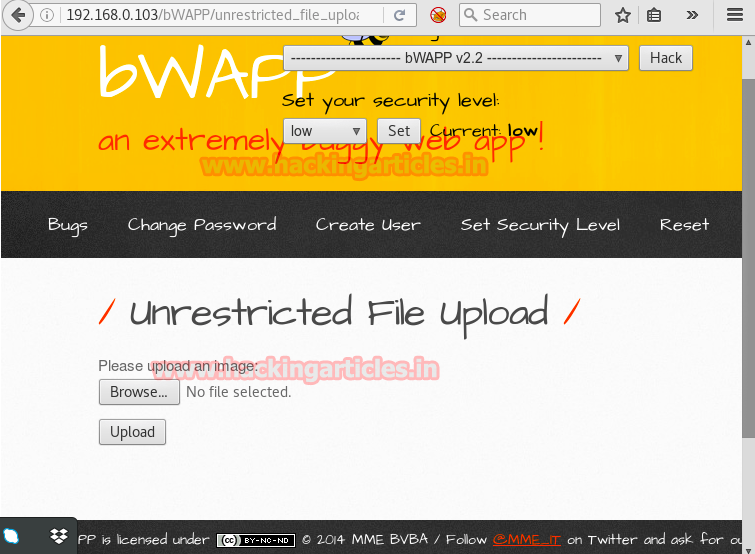 192.168.0.103/bWAPP/unrestricted_file_uploa
Search
bWAPP
---------------------- bWAPP v2.2 -----------------------
Hack
Set your security level:
low
Set
Current: low
an extremely buggy web app !
www.hackingarticles.in
Bugs
Change Password
Create User
Set Security Level
Reset
/ Unrestricted File Upload /
Please upload an image:
www.hackingarticles.in
Browse... No file selected.
Upload
PP is licensed under (cc) BY-NC-ND © 2014 MME BVBA / Follow @MME_IT on Twitter and ask for ou